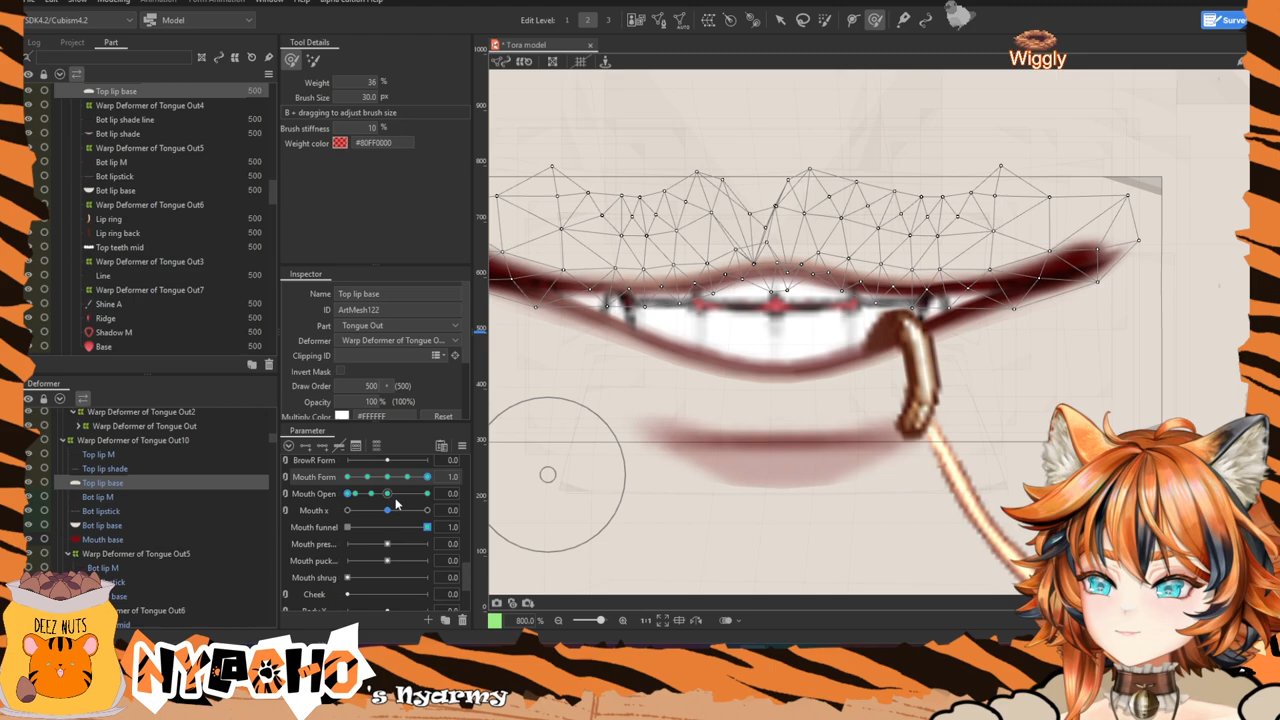 SDK4.2/Cubism4.2
Model
Edit Level: 1 2 3
Surve
Log Project Part
Tool Details
* Tora model
Wiggly
Top lip base 500
Warp Deformer of Tongue Out4
Bot lip shade line 500
Bot lip shade 500
Warp Deformer of Tongue Out5
Bot lip M 500
Bot lipstick 500
Bot lip base 500
Warp Deformer of Tongue Out6
Lip ring 500
Lip ring back 500
Top teeth mid 500
Warp Deformer of Tongue Out3
Line 500
Warp Deformer of Tongue Out7
Shine A 500
Ridge 500
Shadow M 500
Base 500
Weight 36 %
Brush Size 30.0 px
B + dragging to adjust brush size
Brush stiffness 10 %
Weight color #80FF0000
Inspector
Name Top lip base
ID ArtMesh122
Part Tongue Out
Deformer Warp Deformer of Tongue O...
Clipping ID
Invert Mask
Draw Order 500 (500)
Opacity 100 % (100%)
Multiply Color #FFFFFF Reset
Deformer
Warp Deformer of Tongue Out2
Warp Deformer of Tongue Out
Warp Deformer of Tongue Out10
Top lip M
Top lip shade
Top lip base
Bot lip M
Bot lipstick
Bot lip base
Mouth base
Warp Deformer of Tongue Out5
Bot lip M
Parameter
BrowR Form 0.0
Mouth Form 1.0
Mouth Open 0.0
Mouth x 0.0
Mouth funnel 1.0
Mouth pres... 0.0
Mouth puck... 0.0
Mouth shrug 0.0
Cheek 0.0
1000
900
800
700
600
500
400
300
200
100
0
800.0 %
1:1
DEEZ NUTS
NYAAHO
's Nyarmy